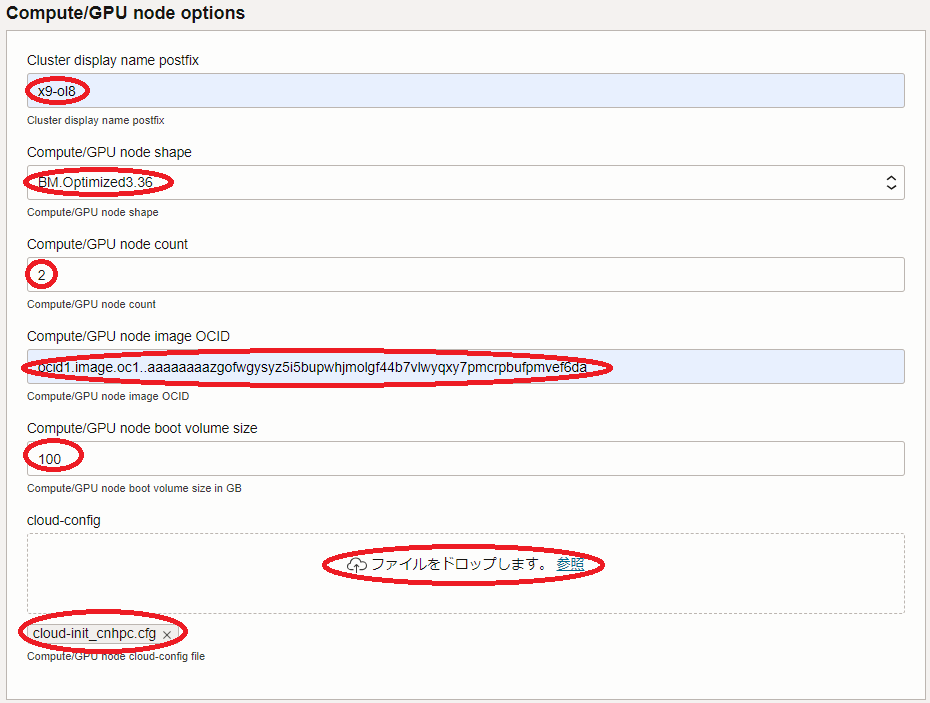 Compute/GPU node options
Cluster display name postfix
x9-ol8
Cluster display name postfix
Compute/GPU node shape
BM.Optimized3.36
Compute/GPU node shape
Compute/GPU node count
2
Compute/GPU node count
Compute/GPU node image OCID
ocid1.image.oc1..aaaaaaaazgofwgysyz5i5bupwhjmolgf44b7vlwyqxy7pmcrpbufpmvef6da
Compute/GPU node image OCID
Compute/GPU node boot volume size
100
Compute/GPU node boot volume size in GB
cloud-config
ファイルをドロップします。 参照
cloud-init_cnhpc.cfg ×
Compute/GPU node cloud-config file